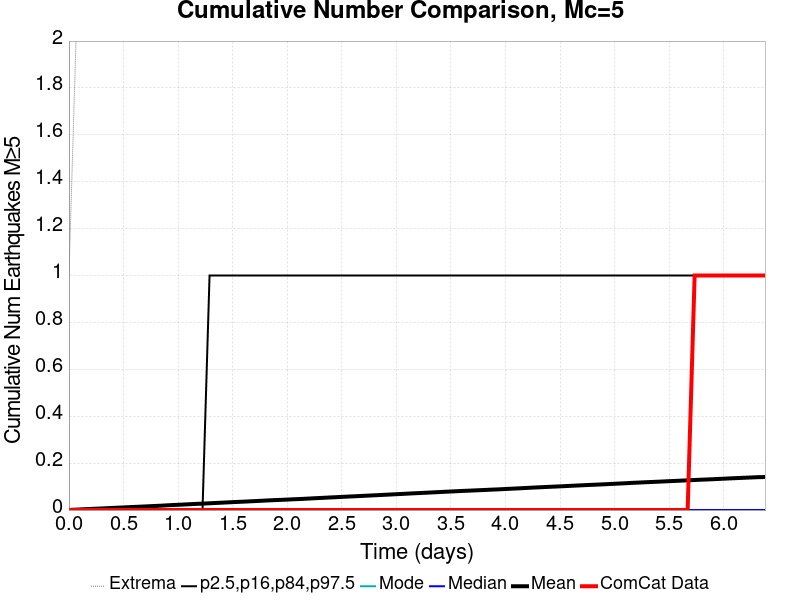 Cumulative Number Comparison, Mc=5
Cumulative Num Earthquakes M≥5
2
1.8
1.6
1.4
1.2
1
0.8
0.6
0.4
0.2
0
0.0 0.5 1.0 1.5 2.0 2.5 3.0 3.5 4.0 4.5 5.0 5.5 6.0
Time (days)
Extrema p2.5,p16,p84,p97.5 Mode Median Mean ComCat Data